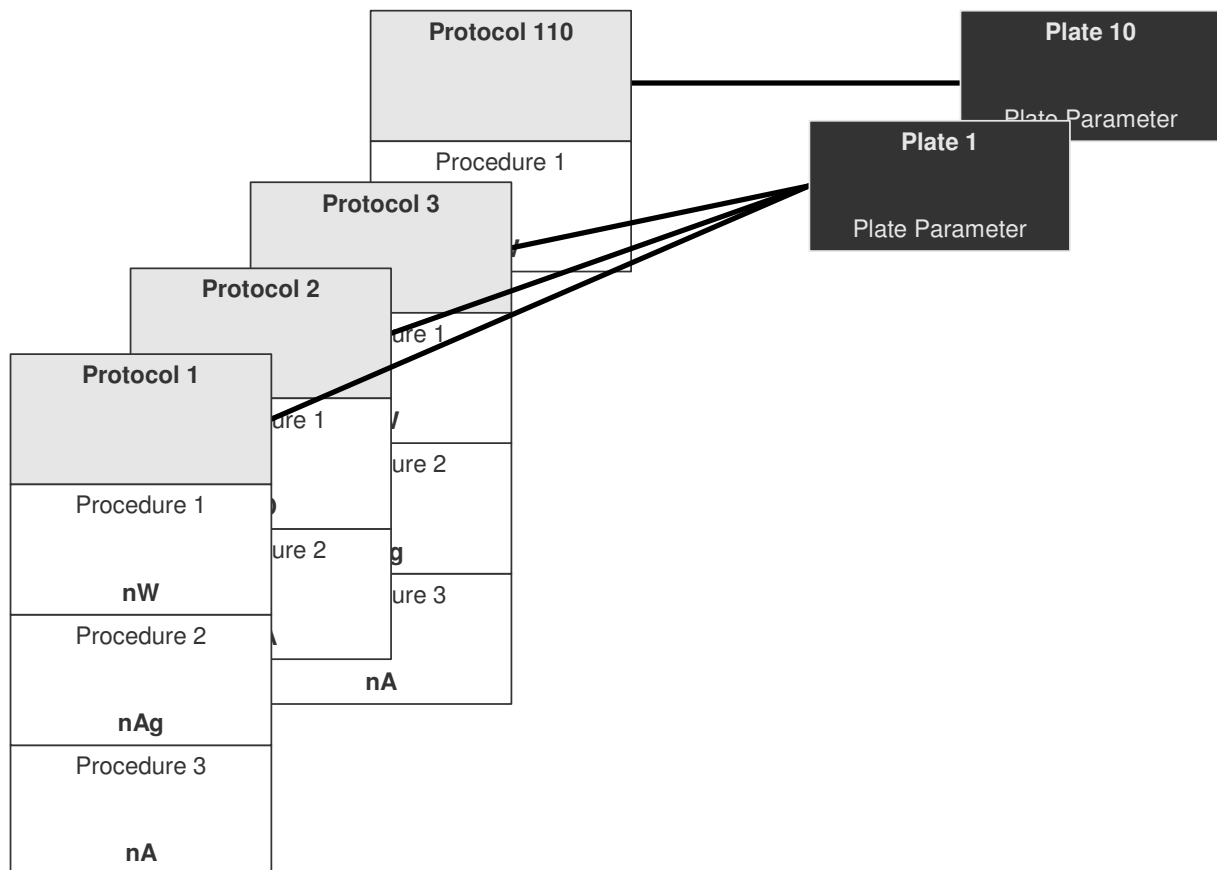 Protocol 110
Procedure 1
Plate 10
Plate Parameter
Plate 1
Plate Parameter
Protocol 3
ure 1
ure 2
g
ure 3
nA
Protocol 2
ure 1
ure 2
Protocol 1
Procedure 1
nW
Procedure 2
nAg
Procedure 3
nA